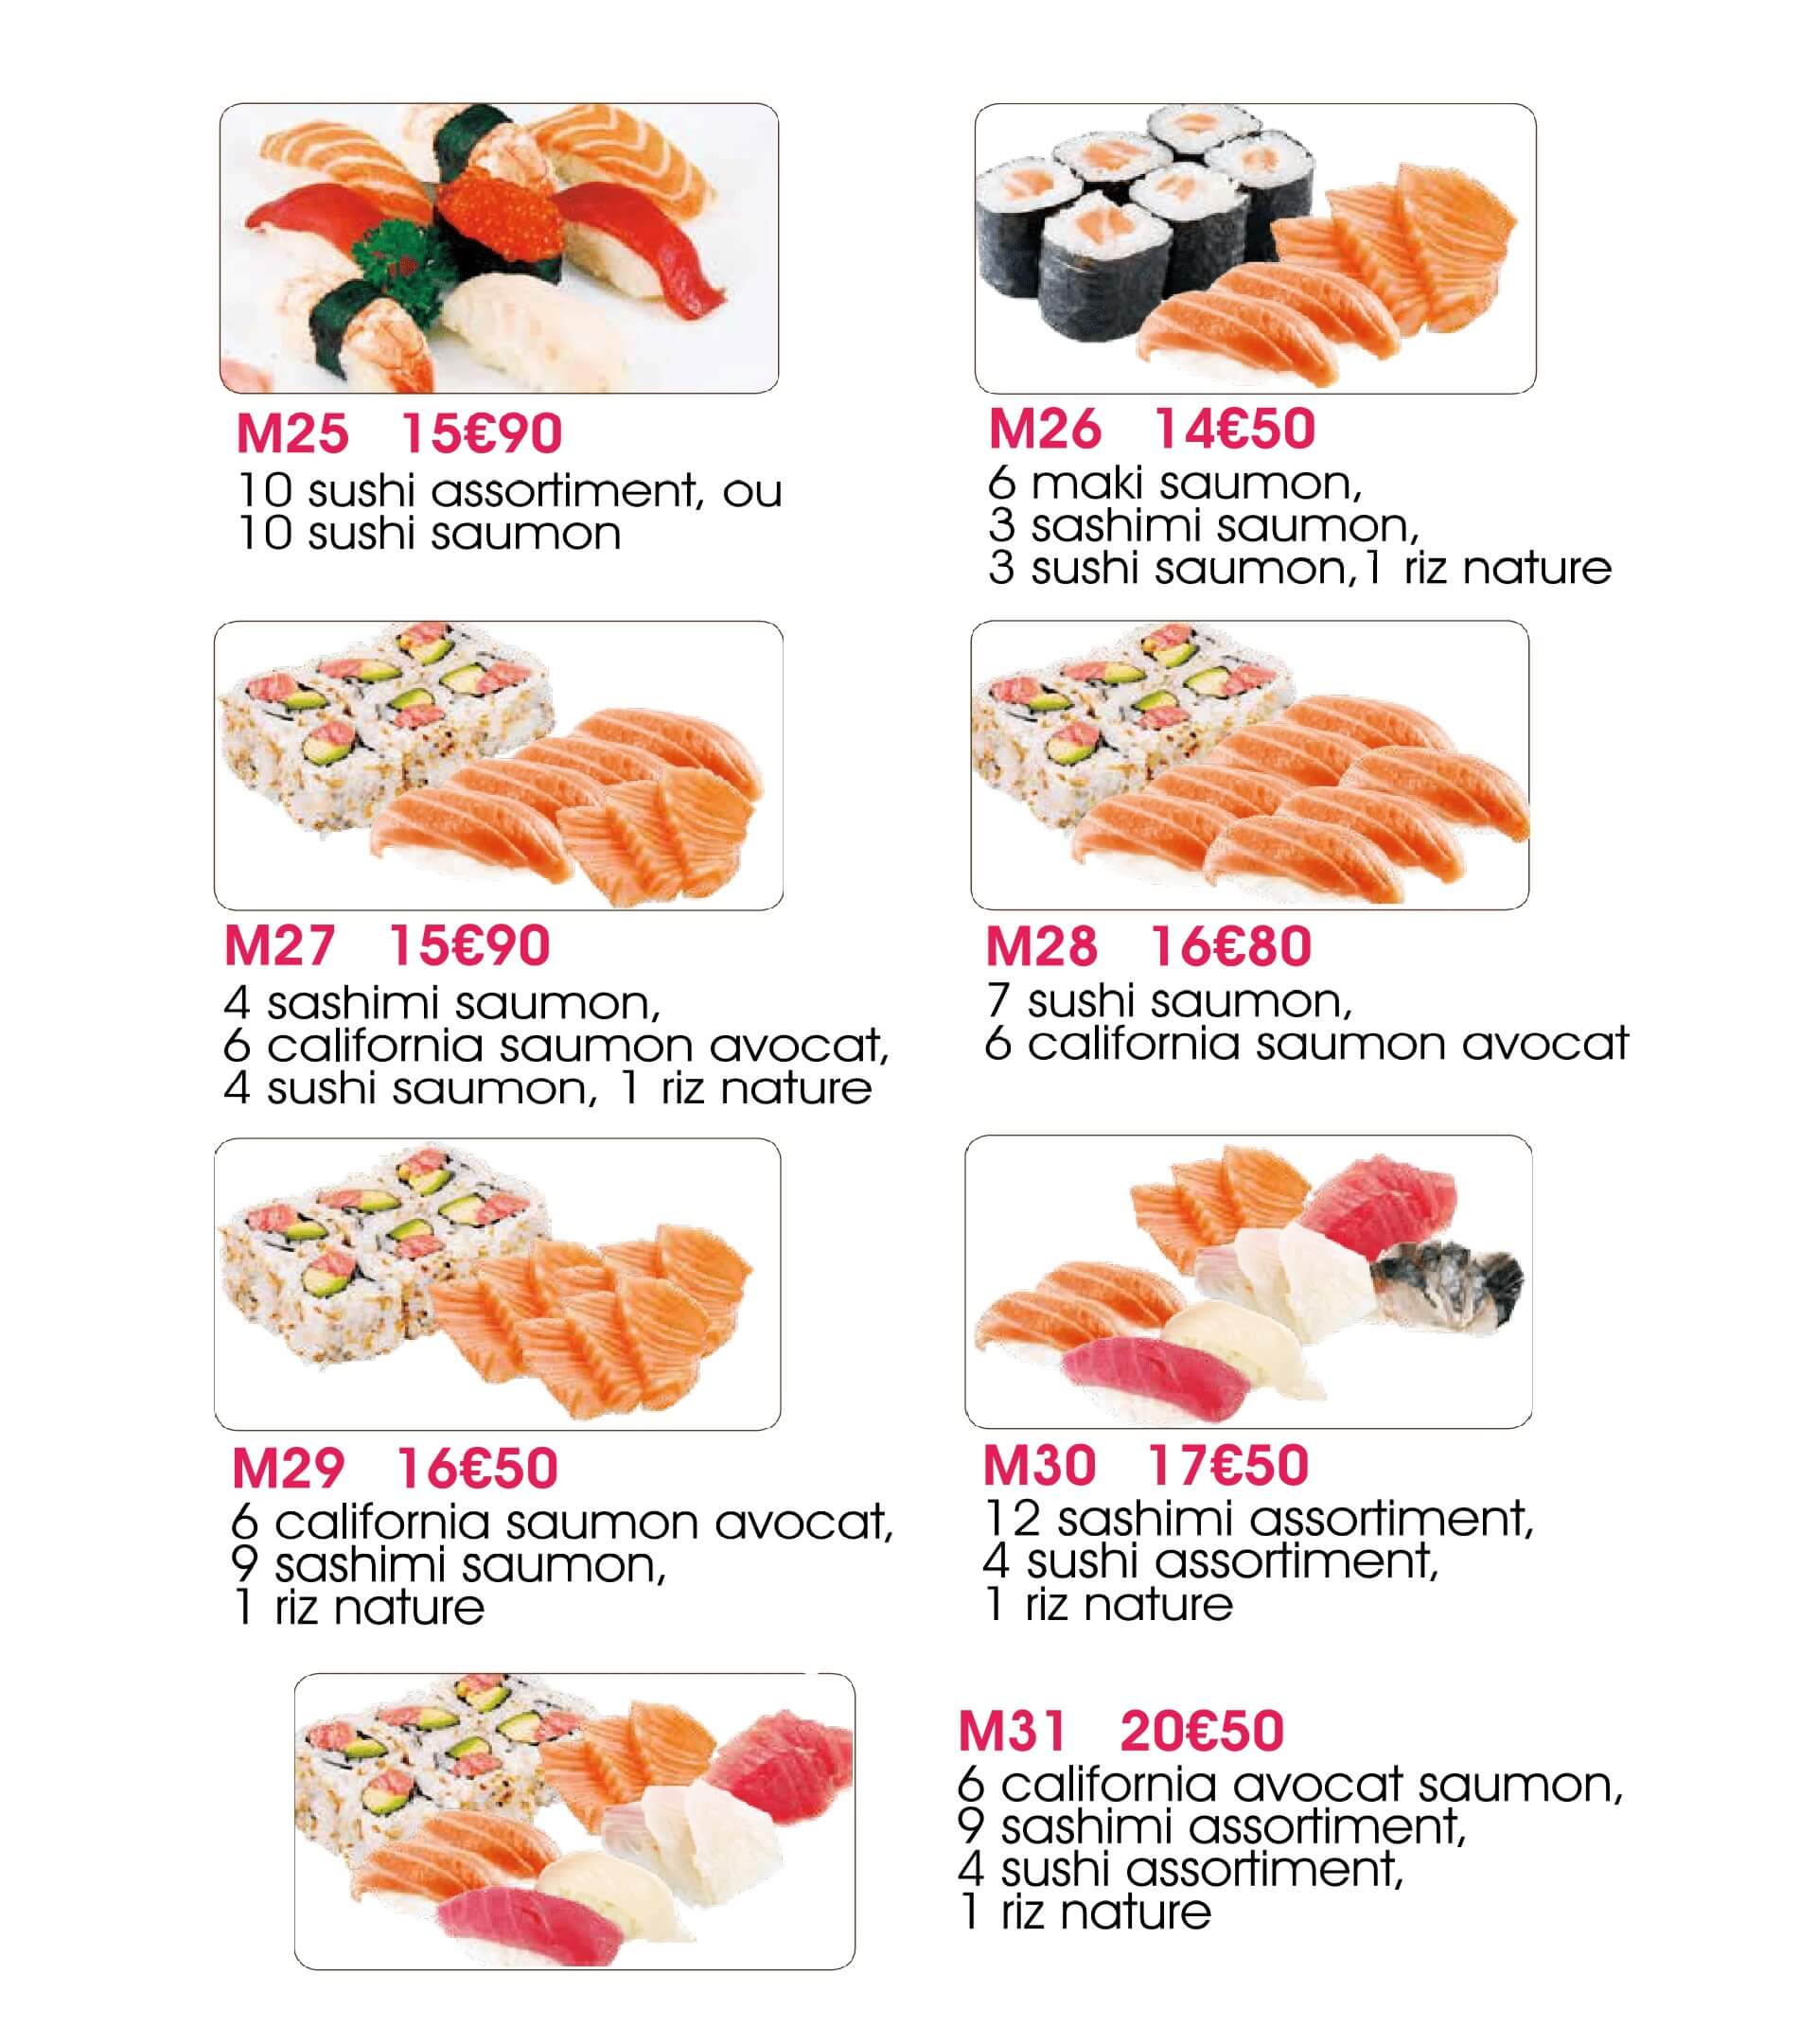 M25 15€90
10 sushi assortiment, ou
10 sushi saumon
M26 14€50
6 maki saumon,
3 sashimi saumon,
3 sushi saumon,1 riz nature
M27 15€90
4 sashimi saumon,
6 california saumon avocat,
4 sushi saumon, 1 riz nature
M28 16€80
7 sushi saumon,
6 california saumon avocat
M29 16€50
6 california saumon avocat,
9 sashimi saumon,
1 riz nature
M30 17€50
12 sashimi assortiment,
4 sushi assortiment,
1 riz nature
M31 20€50
6 california avocat saumon,
9 sashimi assortiment,
4 sushi assortiment,
1 riz nature